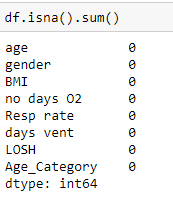 df.isna().sum()
age 0
gender 0
BMI 0
no days O2 0
Resp rate 0
days vent 0
LOSH 0
Age_Category 0
dtype: int64